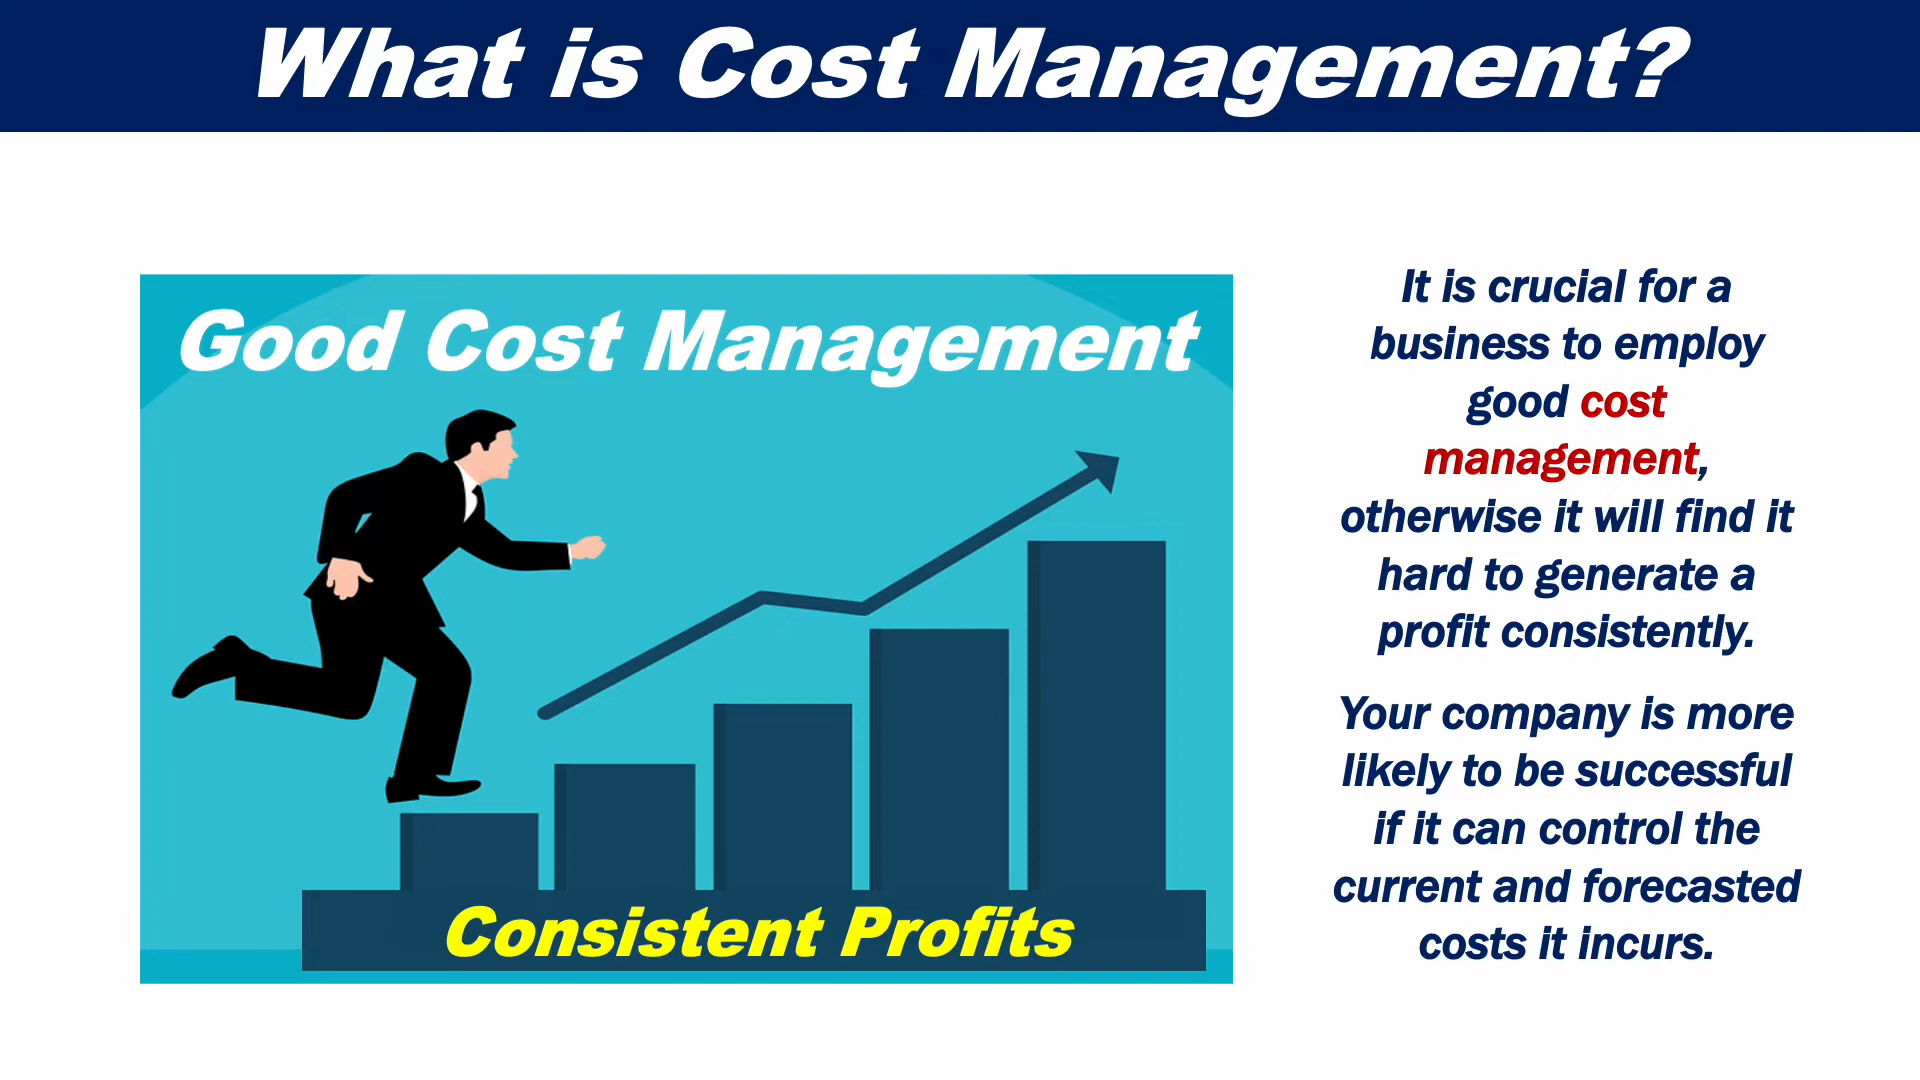 What is Cost Management?
Good Cost Management
Consistent Profits
It is crucial for a
business to employ
good cost
management,
otherwise it will find it
hard to generate a
profit consistently.
Your company is more
likely to be successful
if it can control the
current and forecasted
costs it incurs.